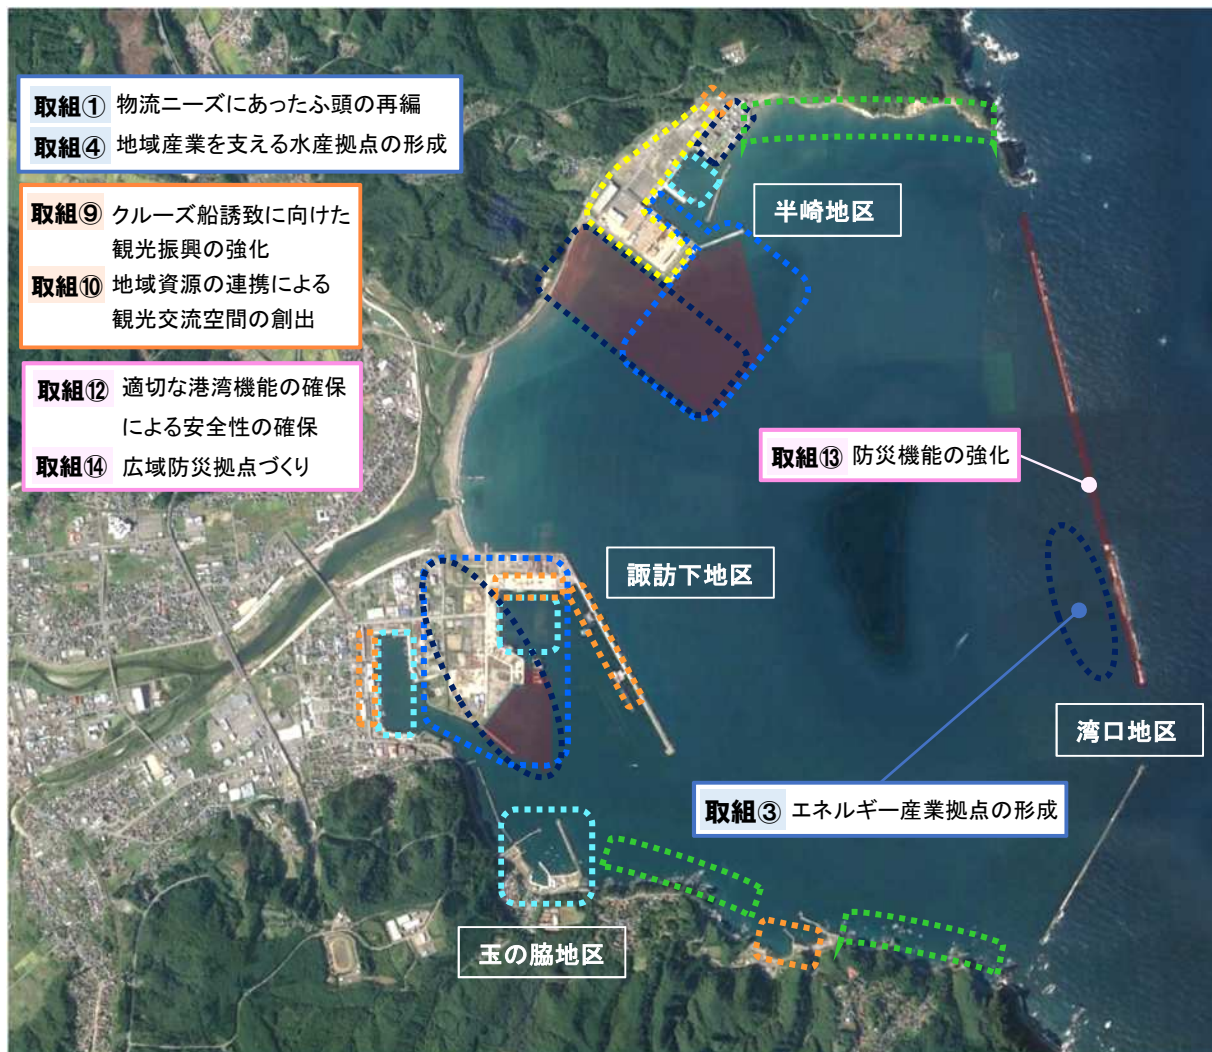 取組① 物流ニーズにあったふ頭の再編
取組④ 地域産業を支える水産拠点の形成
取組⑨ クルーズ船誘致に向けた
観光振興の強化
取組⑩ 地域資源の連携による
観光交流空間の創出
取組⑫ 適切な港湾機能の確保
による安全性の確保
取組⑭ 広域防災拠点づくり
半崎地区
取組⑬ 防災機能の強化
諏訪下地区
湾口地区
取組③ エネルギー産業拠点の形成
玉の脇地区